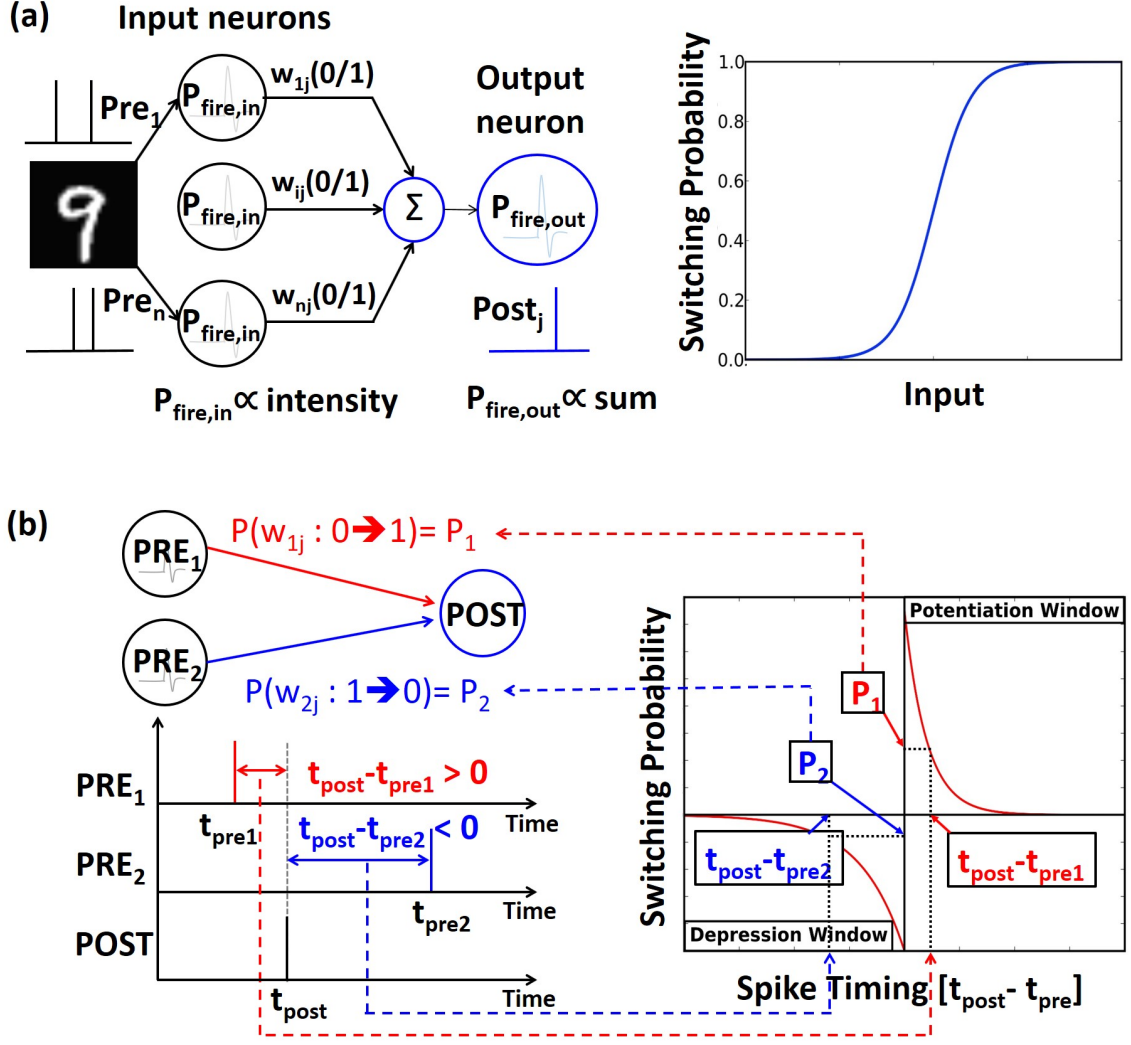 (a)
Input neurons
Pre1
Pfire,in
w1j(0/1)
Pfire,in
wij(0/1)
Σ
Output
neuron
Pfire,out
Pren
Pfire,in
wnj(0/1)
Postj
Pfire,in∝ intensity
Pfire,out∝ sum
Switching Probability
1.0
0.8
0.6
0.4
0.2
0.0
Input
9
(b)
PRE1
P(w1j : 0➔1)= P1
POST
PRE2
P(w2j : 1➔0)= P2
PRE1
tpost-tpre1 > 0
tpre1
Time
PRE2
tpost-tpre2 < 0
tpre2
Time
POST
tpost
Time
Switching Probability
Potentiation Window
P1
P2
tpost-tpre2
tpost-tpre1
Depression Window
Spike Timing [tpost- tpre]